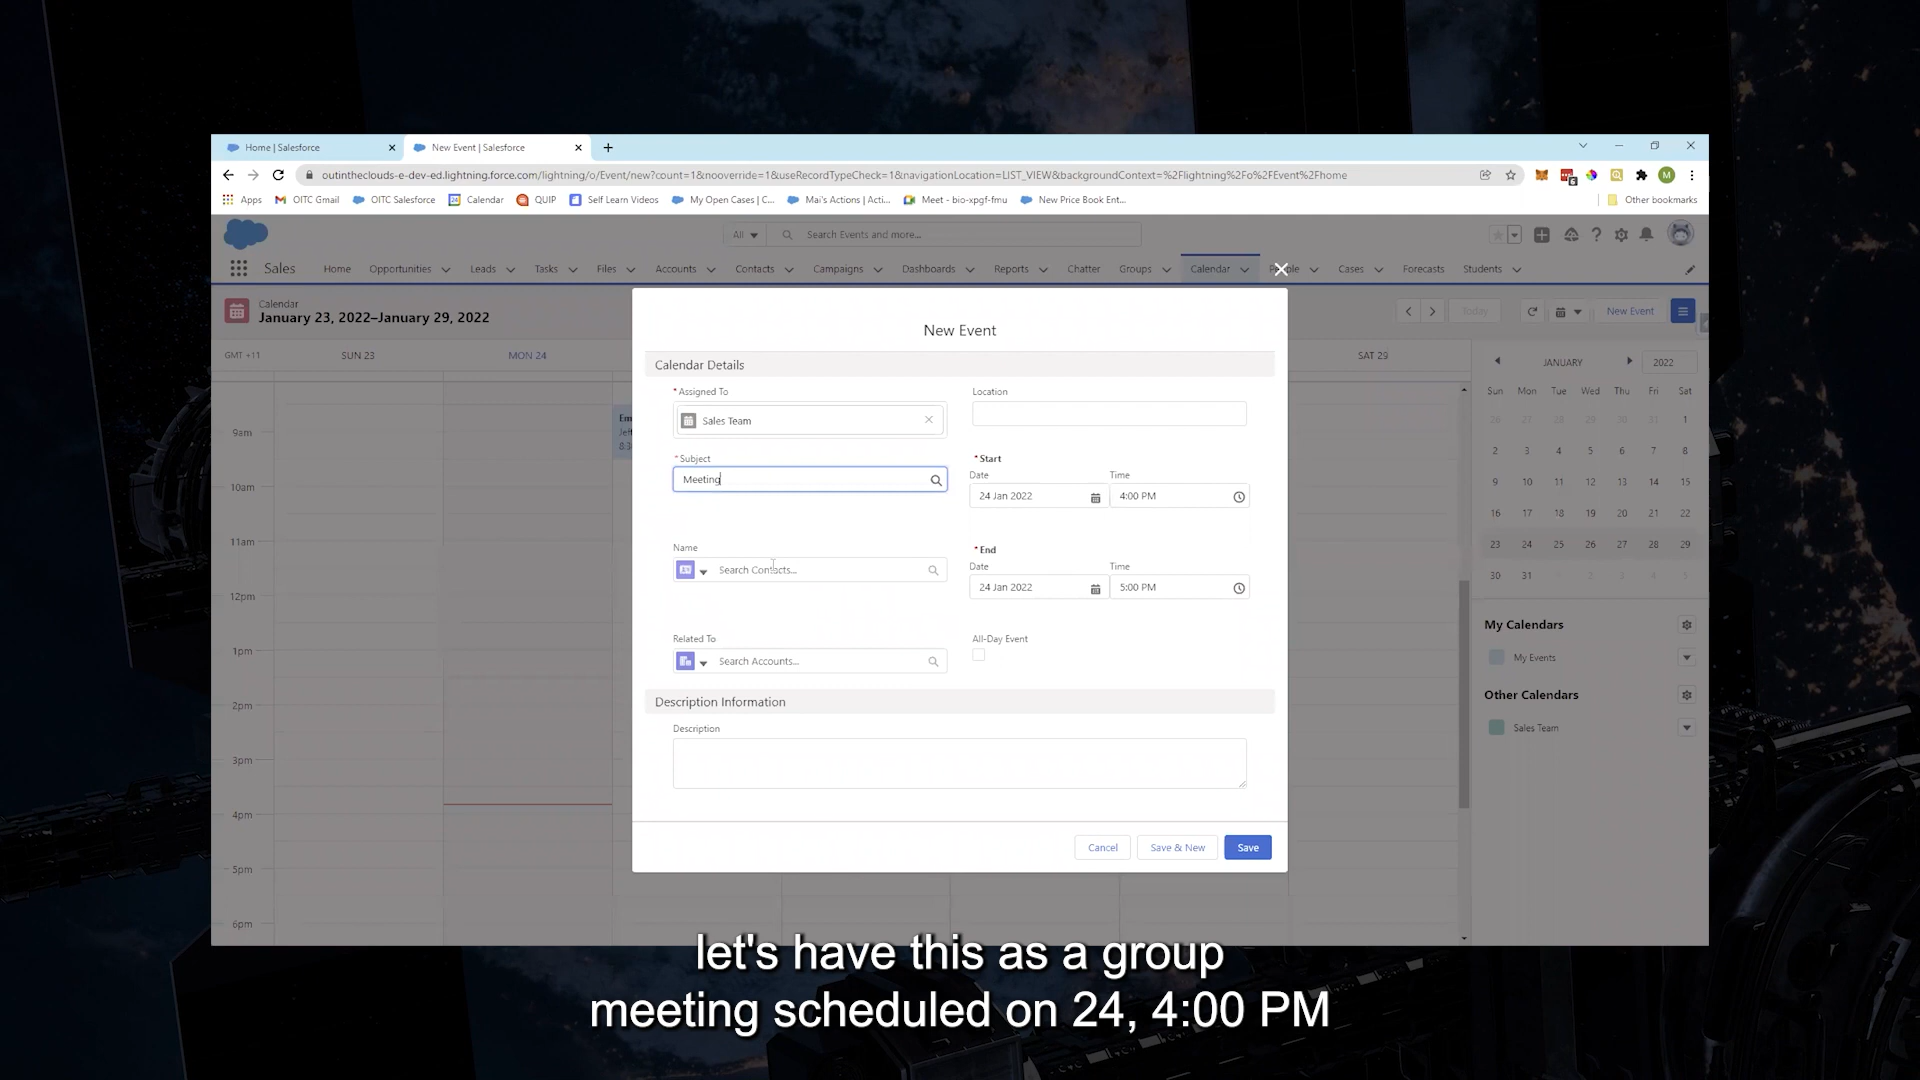 Home | Salesforce
New Event | Salesforce
outintheclouds-e-dev-ed.lightning.force.com/lightning/o/Event/new?count=1&nooverride=1&useRecordTypeCheck=1&navigationLocation=LIST_VIEW&backgroundContext=%2Flightning%2Fo%2FEvent%2Fhome
Apps OITC Gmail OITC Salesforce Calendar QUIP Self Learn Videos My Open Cases | C... Mai's Actions | Acti... Meet - bio-xpgf-fmu New Price Book Ent... Other bookmarks
All Search Events and more...
Sales Home Opportunities Leads Tasks Files Accounts Contacts Campaigns Dashboards Reports Chatter Groups Calendar Cases Forecasts Students
Calendar
January 23, 2022–January 29, 2022
Today New Event
GMT +11 SUN 23 MON 24 SAT 29
9am
10am
11am
12pm
1pm
2pm
3pm
4pm
5pm
6pm
New Event
Calendar Details
*Assigned To
Sales Team
Location
*Subject
Meeting
*Start
Date Time
24 Jan 2022 4:00 PM
Name
Search Contacts...
*End
Date Time
24 Jan 2022 5:00 PM
Related To
Search Accounts...
All-Day Event
Description Information
Description
Cancel Save & New Save
JANUARY 2022
Sun Mon Tue Wed Thu Fri Sat
26 27 28 29 30 31 1
2 3 4 5 6 7 8
9 10 11 12 13 14 15
16 17 18 19 20 21 22
23 24 25 26 27 28 29
30 31 1 2 3 4 5
My Calendars
My Events
Other Calendars
Sales Team
let's have this as a group
meeting scheduled on 24, 4:00 PM